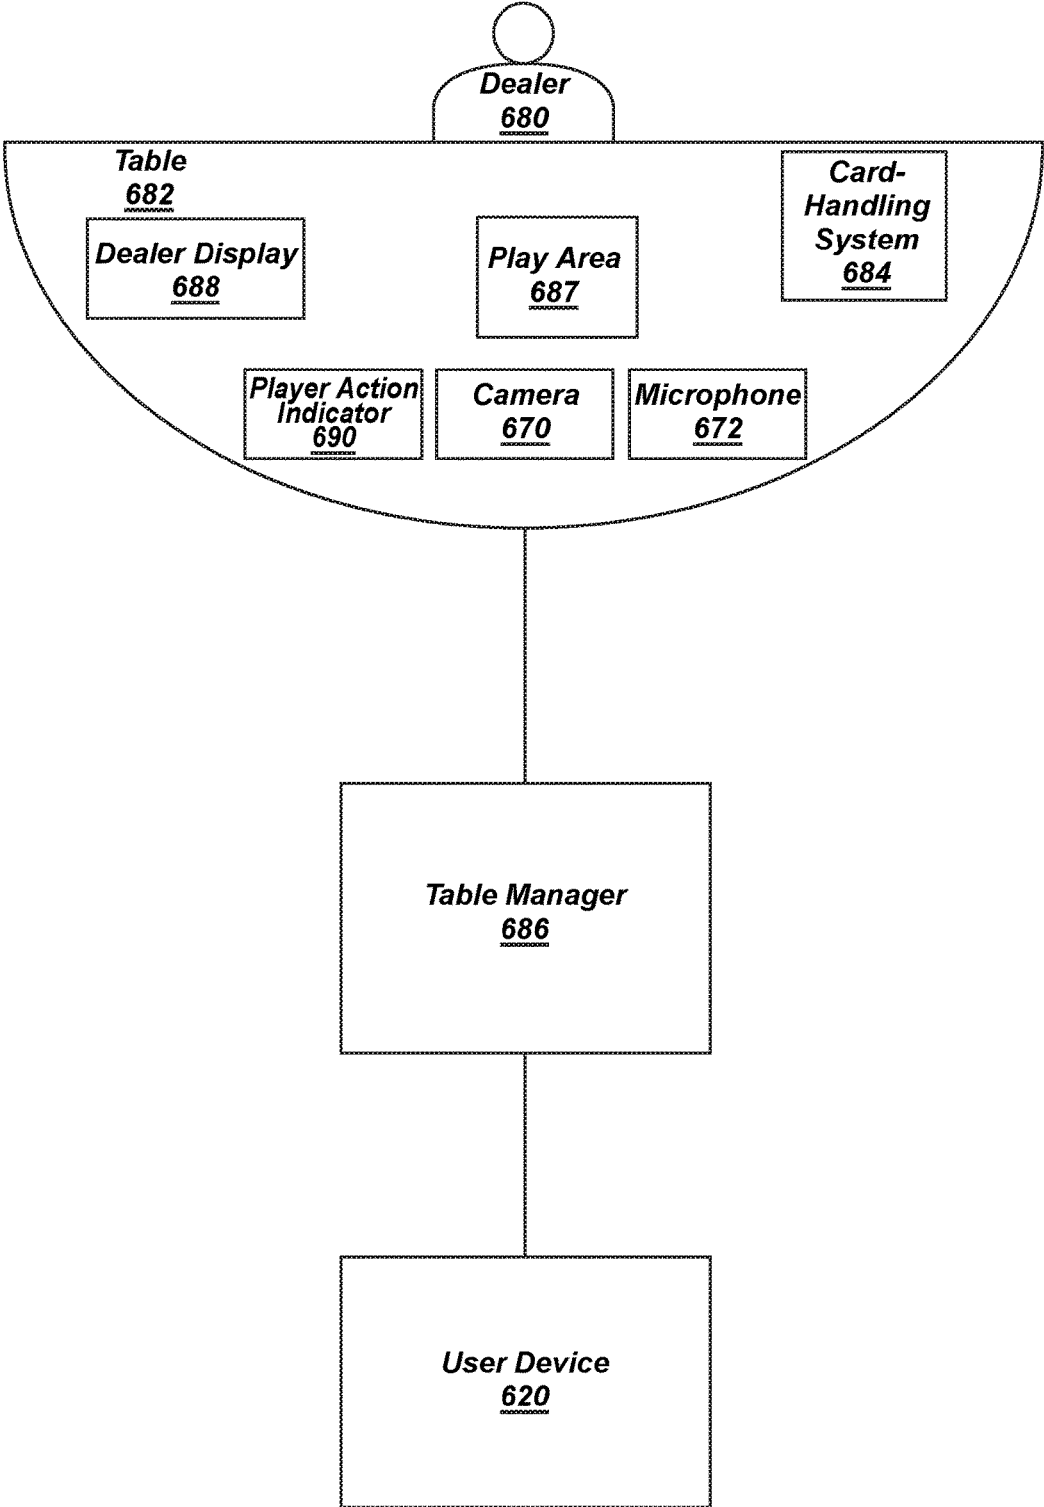 Dealer
680
Table
682
Card-
Handling
System
684
Dealer Display
688
Play Area
687
Player Action
Indicator
690
Camera
670
Microphone
672
Table Manager
686
User Device
620